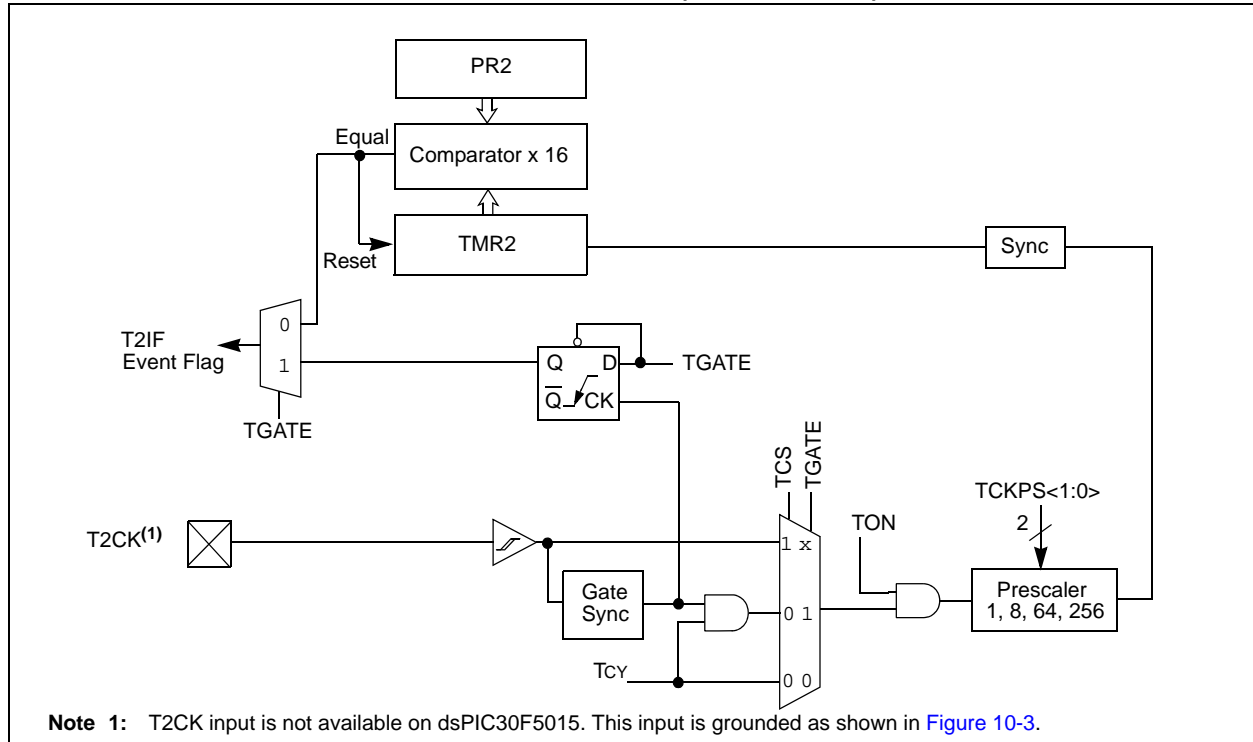 PR2
Equal
Comparator x 16
TMR2
Reset
Sync
0
1
T2IF
Event Flag
TGATE
Q
D
TGATE
Q̅
CK
TCS
TGATE
TCKPS<1:0>
2
TON
T2CK(1)
1 x
Gate
Sync
0 1
Prescaler
1, 8, 64, 256
TCY
0 0
Note 1: T2CK input is not available on dsPIC30F5015. This input is grounded as shown in Figure 10-3.